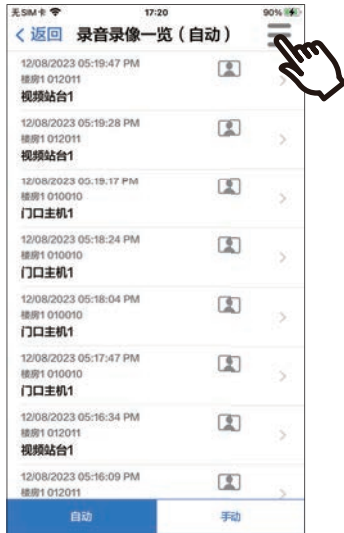 无SIM卡 17:20 90%
返回 录音录像一览(自动)
12/08/2023 05:19:47 PM
楼房1 012011
视频站台1
12/08/2023 05:19:28 PM
楼房1 012011
视频站台1
12/08/2023 05:19:17 PM
楼房1 010010
门口主机1
12/08/2023 05:18:24 PM
楼房1 010010
门口主机1
12/08/2023 05:18:04 PM
楼房1 010010
门口主机1
12/08/2023 05:17:47 PM
楼房1 010010
门口主机1
12/08/2023 05:16:34 PM
楼房1 012011
视频站台1
12/08/2023 05:16:09 PM
楼房1 012011
自动 手动